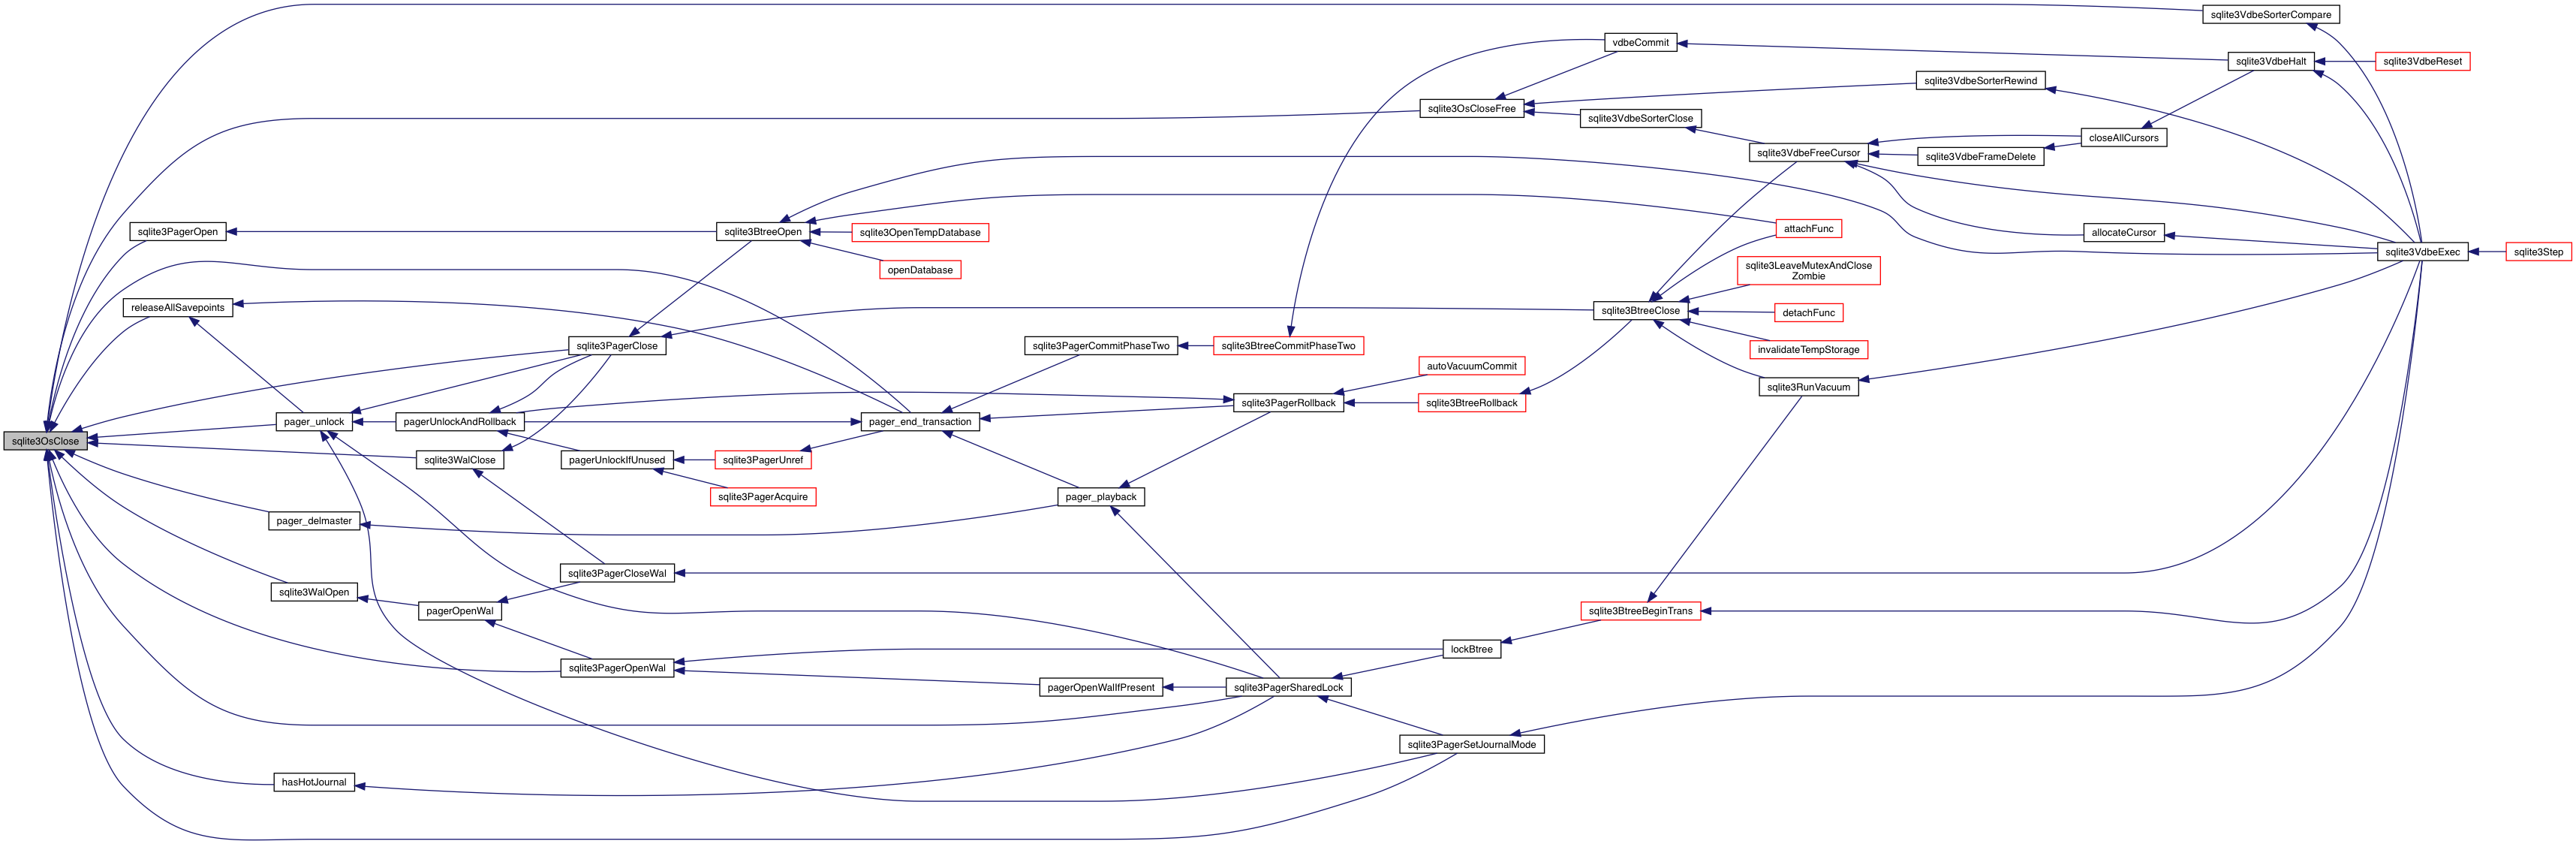 sqlite3VdbeSorterCompare
vdbeCommit
sqlite3VdbeHalt
sqlite3VdbeReset
sqlite3VdbeSorterRewind
sqlite3OsCloseFree
sqlite3VdbeSorterClose
closeAllCursors
sqlite3VdbeFreeCursor
sqlite3VdbeFrameDelete
sqlite3PagerOpen
sqlite3BtreeOpen
sqlite3OpenTempDatabase
attachFunc
allocateCursor
sqlite3VdbeExec
sqlite3Step
openDatabase
sqlite3LeaveMutexAndClose
Zombie
releaseAllSavepoints
sqlite3BtreeClose
detachFunc
sqlite3PagerClose
sqlite3PagerCommitPhaseTwo
sqlite3BtreeCommitPhaseTwo
invalidateTempStorage
autoVacuumCommit
sqlite3RunVacuum
sqlite3PagerRollback
sqlite3BtreeRollback
pager_unlock
pagerUnlockAndRollback
pager_end_transaction
sqlite3OsClose
sqlite3WalClose
pagerUnlockIfUnused
sqlite3PagerUnref
sqlite3PagerAcquire
pager_playback
pager_delmaster
sqlite3PagerCloseWal
sqlite3WalOpen
pagerOpenWal
sqlite3BtreeBeginTrans
lockBtree
sqlite3PagerOpenWal
pagerOpenWalIfPresent
sqlite3PagerSharedLock
sqlite3PagerSetJournalMode
hasHotJournal